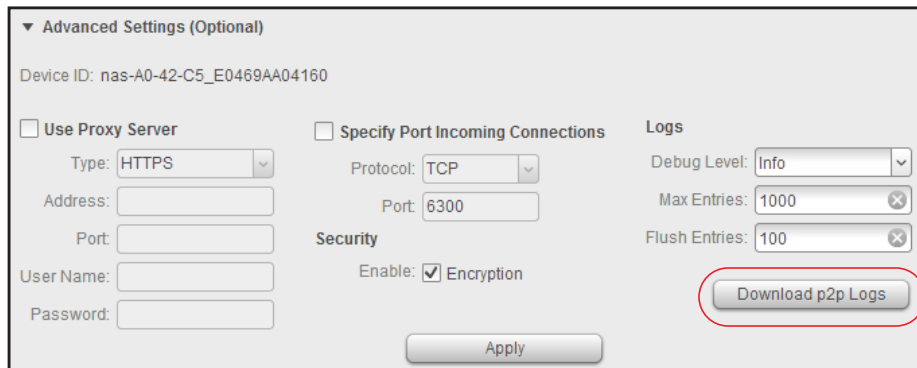 Advanced Settings (Optional)
Device ID: nas-A0-42-C5_E0469AA04160
Use Proxy Server
Type: HTTPS
Address:
Port:
User Name:
Password:
Specify Port Incoming Connections
Protocol: TCP
Port: 6300
Security
Enable: Encryption
Logs
Debug Level: Info
Max Entries: 1000
Flush Entries: 100
Download p2p Logs
Apply